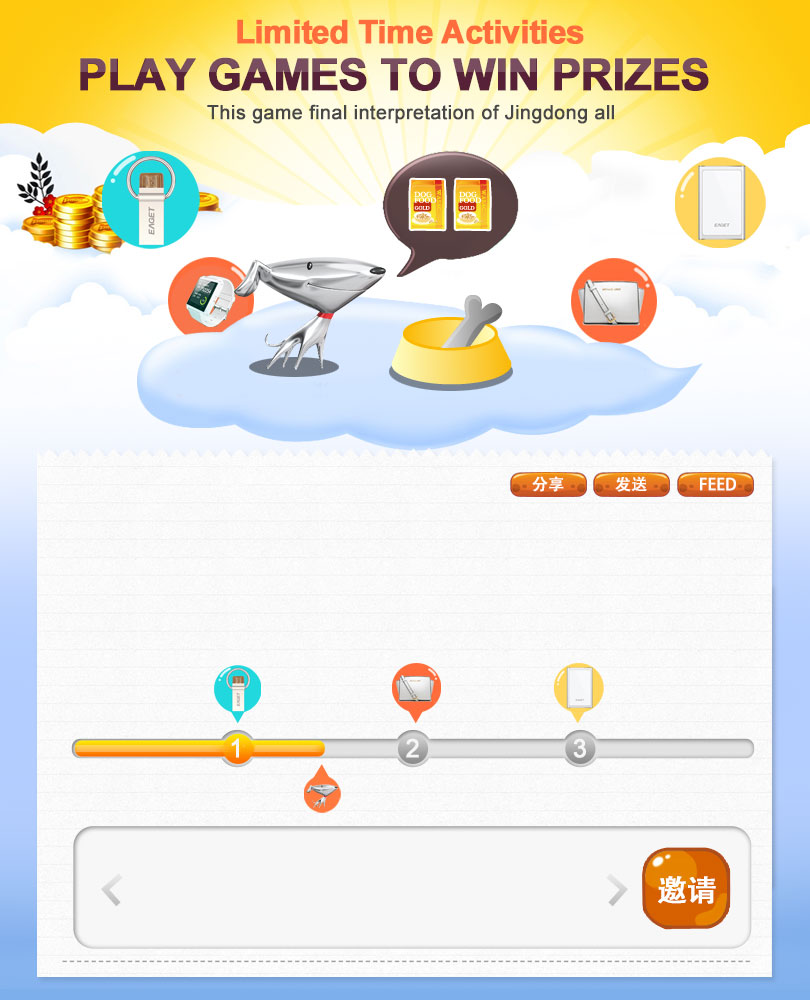 Limited Time Activities
PLAY GAMES TO WIN PRIZES
This game final interpretation of Jingdong all
EAGET
DOG FOOD GOLD
DOG FOOD GOLD
EAGET
分享
发送
FEED
1
2
3
邀请